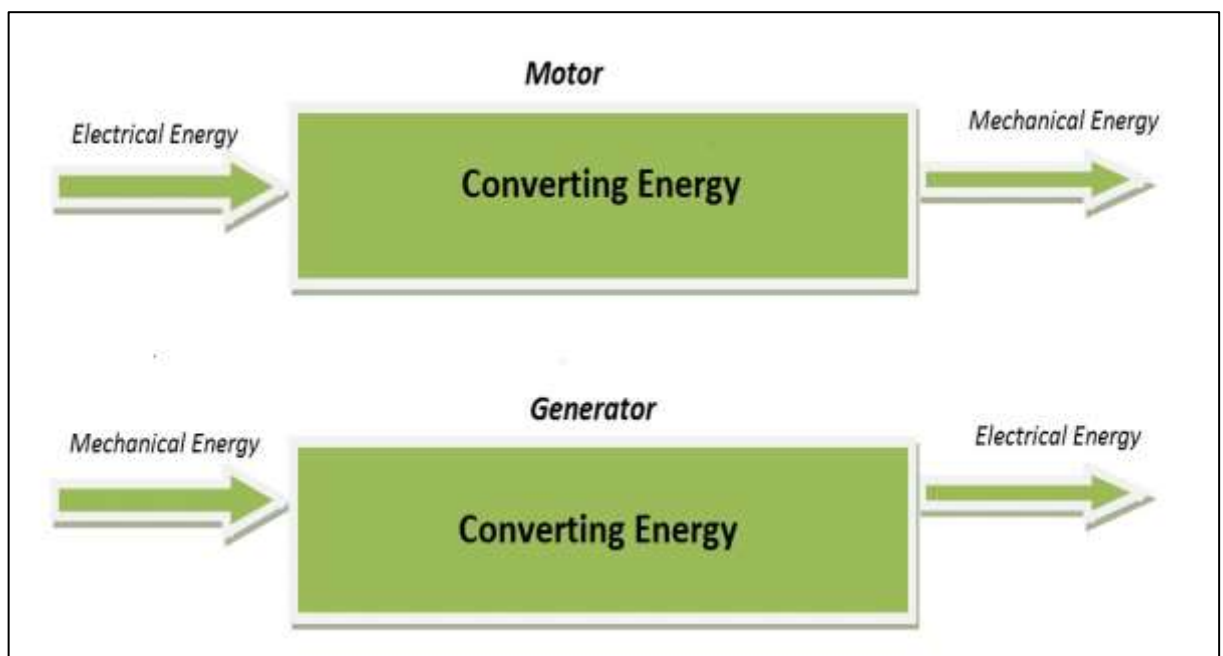 Motor
Electrical Energy
Mechanical Energy
Converting Energy
Generator
Mechanical Energy
Electrical Energy
Converting Energy